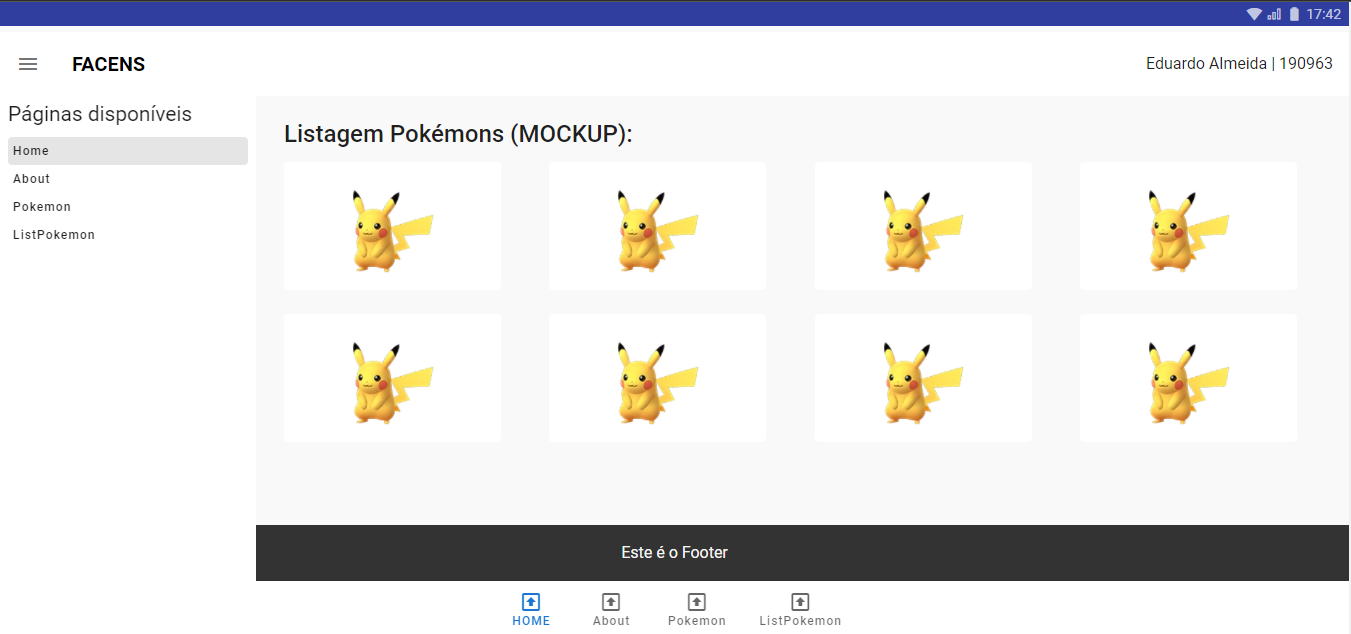 17:42
FACENS
Eduardo Almeida | 190963
Páginas disponíveis
Home
About
Pokemon
ListPokemon
Listagem Pokémons (MOCKUP):
Este é o Footer
HOME
About
Pokemon
ListPokemon